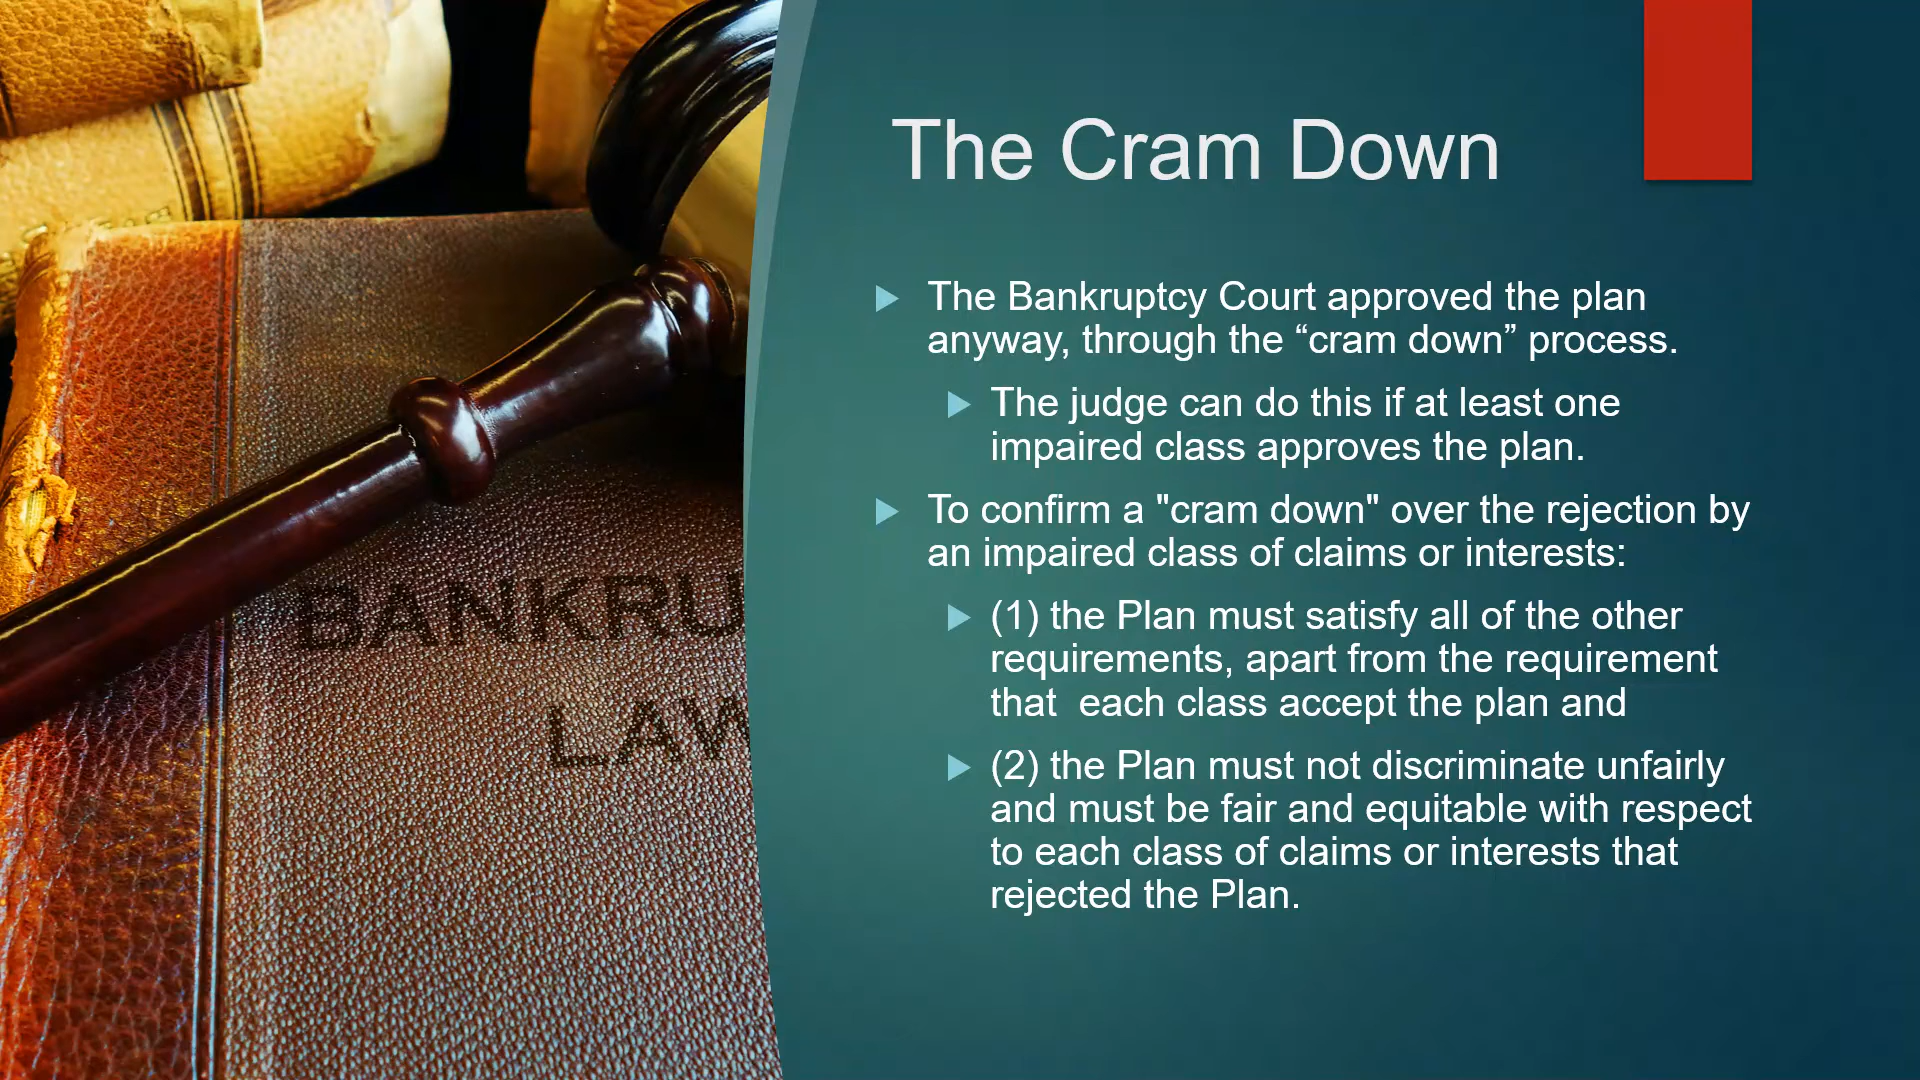 The Cram Down
The Bankruptcy Court approved the plan
anyway, through the “cram down” process.
The judge can do this if at least one
impaired class approves the plan.
To confirm a "cram down" over the rejection by
an impaired class of claims or interests:
(1) the Plan must satisfy all of the other
requirements, apart from the requirement
that  each class accept the plan and
(2) the Plan must not discriminate unfairly
and must be fair and equitable with respect
to each class of claims or interests that
rejected the Plan.
BANKRU
LAW